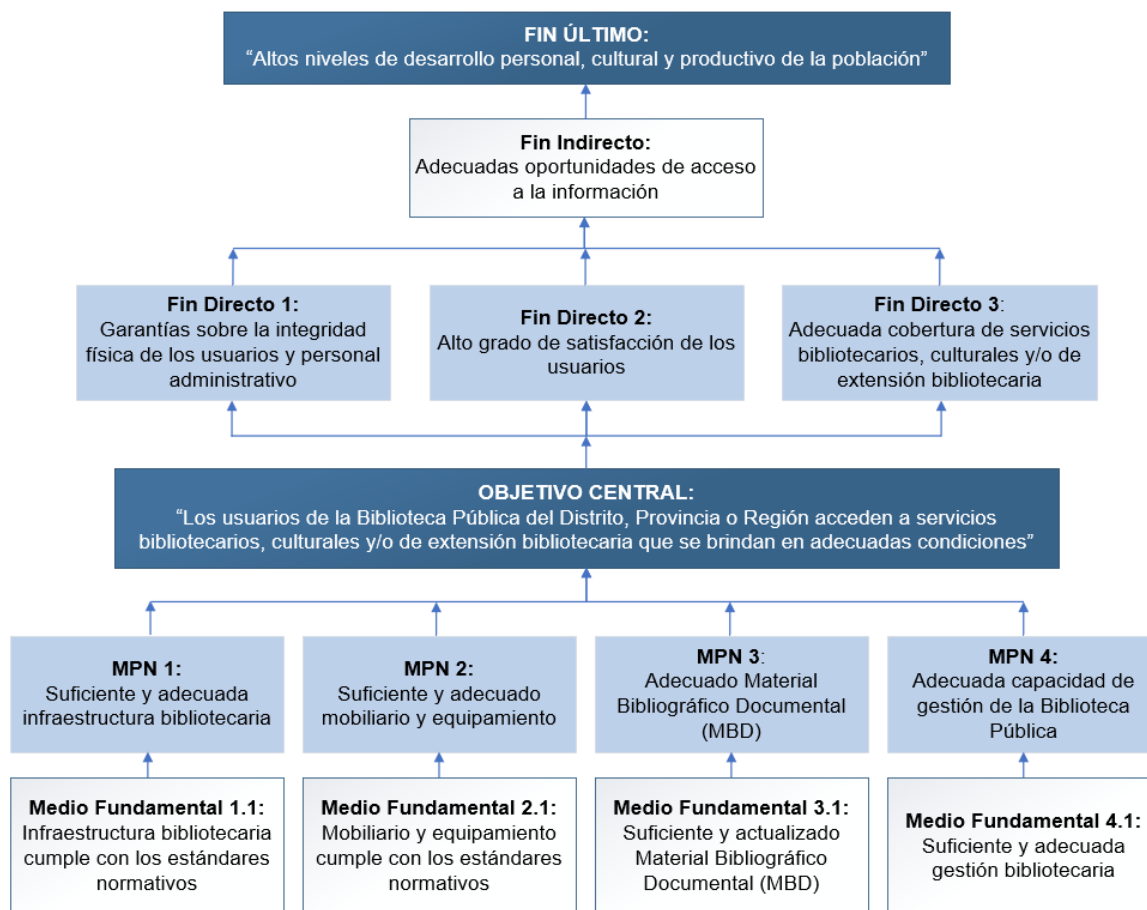 FIN ÚLTIMO:
“Altos niveles de desarrollo personal, cultural y productivo de la población”
Fin Indirecto:
Adecuadas oportunidades de acceso
a la información
Fin Directo 1:
Garantías sobre la integridad
física de los usuarios y personal
administrativo
Fin Directo 2:
Alto grado de satisfacción de los
usuarios
Fin Directo 3:
Adecuada cobertura de servicios
bibliotecarios, culturales y/o de
extensión bibliotecaria
OBJETIVO CENTRAL:
“Los usuarios de la Biblioteca Pública del Distrito, Provincia o Región acceden a servicios
bibliotecarios, culturales y/o de extensión bibliotecaria que se brindan en adecuadas condiciones”
MPN 1:
Suficiente y adecuada
infraestructura bibliotecaria
MPN 2:
Suficiente y adecuado
mobiliario y equipamiento
MPN 3:
Adecuado Material
Bibliográfico Documental
(MBD)
MPN 4:
Adecuada capacidad de
gestión de la Biblioteca
Pública
Medio Fundamental 1.1:
Infraestructura bibliotecaria
cumple con los estándares
normativos
Medio Fundamental 2.1:
Mobiliario y equipamiento
cumple con los estándares
normativos
Medio Fundamental 3.1:
Suficiente y actualizado
Material Bibliográfico
Documental (MBD)
Medio Fundamental 4.1:
Suficiente y adecuada
gestión bibliotecaria